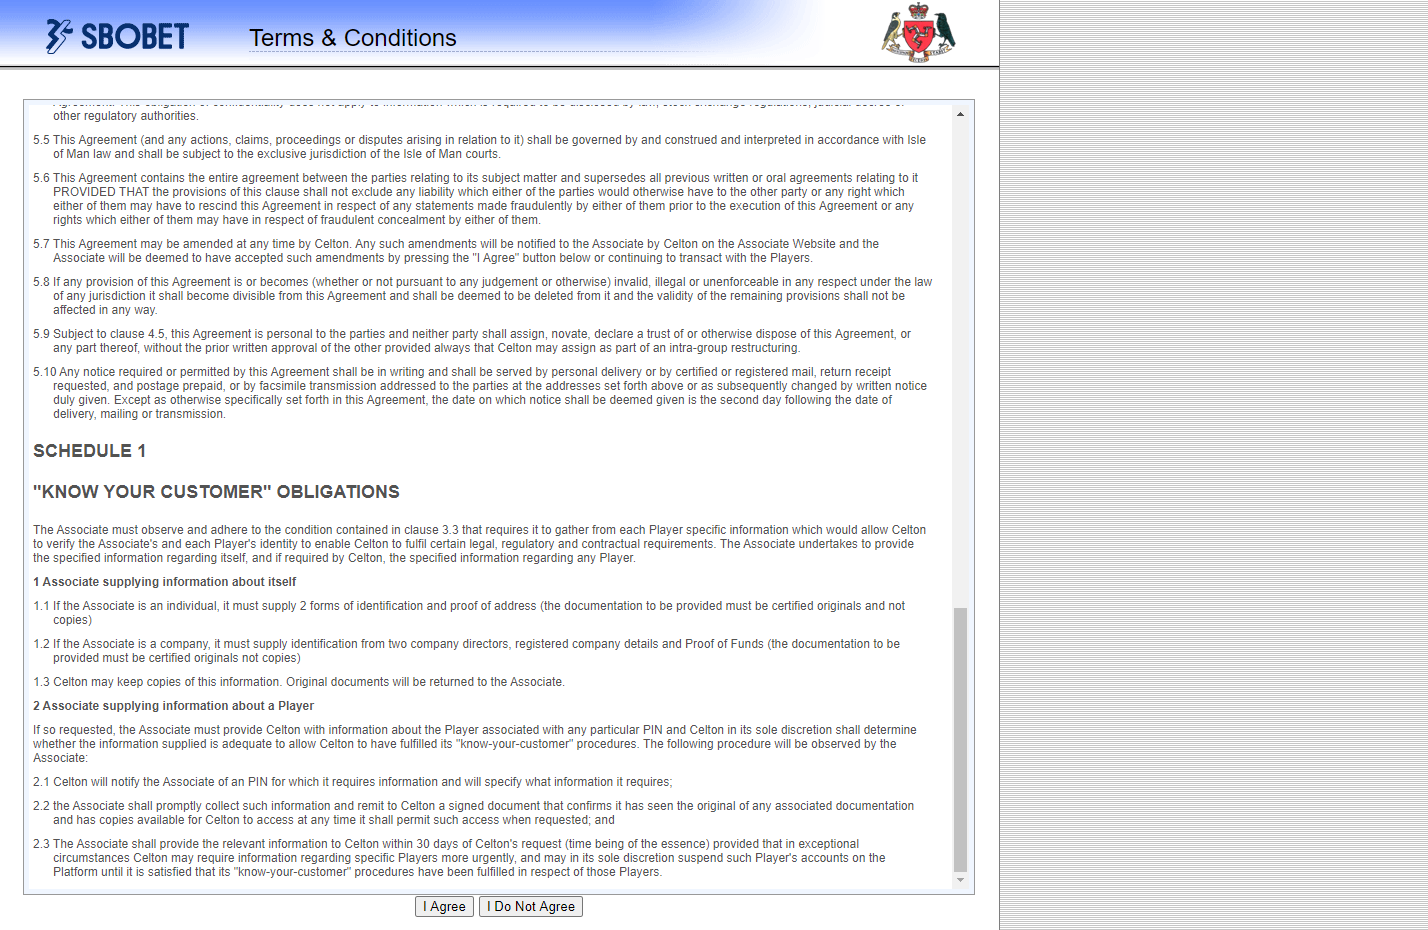 SBOBET
Terms & Conditions
Agreement. This obligation of confidentiality does not apply to information which is required to be disclosed by law, stock exchange regulations, judicial decree or
other regulatory authorities.
5.5 This Agreement (and any actions, claims, proceedings or disputes arising in relation to it) shall be governed by and construed and interpreted in accordance with Isle
of Man law and shall be subject to the exclusive jurisdiction of the Isle of Man courts.
5.6 This Agreement contains the entire agreement between the parties relating to its subject matter and supersedes all previous written or oral agreements relating to it
PROVIDED THAT the provisions of this clause shall not exclude any liability which either of the parties would otherwise have to the other party or any right which
either of them may have to rescind this Agreement in respect of any statements made fraudulently by either of them prior to the execution of this Agreement or any
rights which either of them may have in respect of fraudulent concealment by either of them.
5.7 This Agreement may be amended at any time by Celton. Any such amendments will be notified to the Associate by Celton on the Associate Website and the
Associate will be deemed to have accepted such amendments by pressing the "I Agree" button below or continuing to transact with the Players.
5.8 If any provision of this Agreement is or becomes (whether or not pursuant to any judgement or otherwise) invalid, illegal or unenforceable in any respect under the law
of any jurisdiction it shall become divisible from this Agreement and shall be deemed to be deleted from it and the validity of the remaining provisions shall not be
affected in any way.
5.9 Subject to clause 4.5, this Agreement is personal to the parties and neither party shall assign, novate, declare a trust of or otherwise dispose of this Agreement, or
any part thereof, without the prior written approval of the other provided always that Celton may assign as part of an intra-group restructuring.
5.10 Any notice required or permitted by this Agreement shall be in writing and shall be served by personal delivery or by certified or registered mail, return receipt
requested, and postage prepaid, or by facsimile transmission addressed to the parties at the addresses set forth above or as subsequently changed by written notice
duly given. Except as otherwise specifically set forth in this Agreement, the date on which notice shall be deemed given is the second day following the date of
delivery, mailing or transmission.
SCHEDULE 1
"KNOW YOUR CUSTOMER" OBLIGATIONS
The Associate must observe and adhere to the condition contained in clause 3.3 that requires it to gather from each Player specific information which would allow Celton
to verify the Associate's and each Player's identity to enable Celton to fulfil certain legal, regulatory and contractual requirements. The Associate undertakes to provide
the specified information regarding itself, and if required by Celton, the specified information regarding any Player.
1 Associate supplying information about itself
1.1 If the Associate is an individual, it must supply 2 forms of identification and proof of address (the documentation to be provided must be certified originals and not
copies)
1.2 If the Associate is a company, it must supply identification from two company directors, registered company details and Proof of Funds (the documentation to be
provided must be certified originals not copies)
1.3 Celton may keep copies of this information. Original documents will be returned to the Associate.
2 Associate supplying information about a Player
If so requested, the Associate must provide Celton with information about the Player associated with any particular PIN and Celton in its sole discretion shall determine
whether the information supplied is adequate to allow Celton to have fulfilled its "know-your-customer" procedures. The following procedure will be observed by the
Associate:
2.1 Celton will notify the Associate of an PIN for which it requires information and will specify what information it requires;
2.2 the Associate shall promptly collect such information and remit to Celton a signed document that confirms it has seen the original of any associated documentation
and has copies available for Celton to access at any time it shall permit such access when requested; and
2.3 The Associate shall provide the relevant information to Celton within 30 days of Celton's request (time being of the essence) provided that in exceptional
circumstances Celton may require information regarding specific Players more urgently, and may in its sole discretion suspend such Player's accounts on the
Platform until it is satisfied that its "know-your-customer" procedures have been fulfilled in respect of those Players.
I Agree
I Do Not Agree